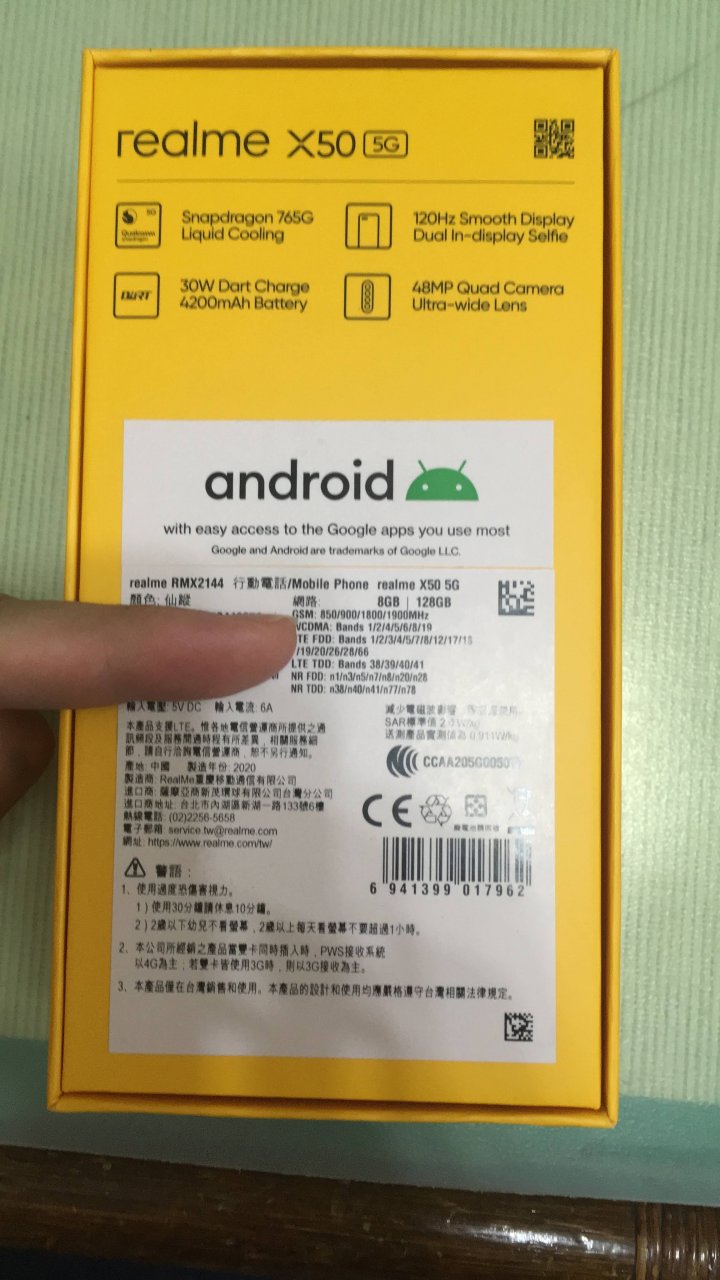 realme X50 5G
5G
Qualcomm
snapdragon
Snapdragon 765G
Liquid Cooling
120Hz Smooth Display
Dual In-display Selfie
DART
30W Dart Charge
4200mAh Battery
48MP Quad Camera
Ultra-wide Lens
android
with easy access to the Google apps you use most
Google and Android are trademarks of Google LLC.
realme RMX2144 行動電話/Mobile Phone realme X50 5G
顏色: 仙蹤 網路: 8GB | 128GB
GSM: 850/900/1800/1900MHz
WCDMA: Bands 1/2/4/5/6/8/19
LTE FDD: Bands 1/2/3/4/5/7/8/12/17/18
/19/20/26/28/66
LTE TDD: Bands 38/39/40/41
NR FDD: n1/n3/n5/n7/n8/n20/n28
NR TDD: n38/n40/n41/n77/n78
輸入電壓: 5V DC 輸入電流: 6A
本產品支援LTE。惟各地電信營運商所提供之通
訊頻段及服務開通時程有所差異，相關服務細
節，請自行洽詢電信營運商，恕不另行通知。
產地: 中國 製造年份: 2020
製造商: RealMe重慶移動通信有限公司
進口商: 薩摩亞商新茂環球有限公司台灣分公司
進口商地址: 台北市內湖區新湖一路133號6樓
熱線電話: (02)2256-5658
電子郵箱: service.tw@realme.com
網址: https://www.realme.com/tw/
減少電磁波影響，
SAR標準值
送測產品實測值為 0.911W/kg
CCAA205G0050
CE
廢電池請回收
6 941399 017962
警語：
1、使用過度恐傷害視力。
1）使用30分鐘請休息10分鐘。
2）2歲以下幼兒不看螢幕，2歲以上每天看螢幕不要超過1小時。
2、本公司所經銷之產品當雙卡同時插入時，PWS接收系統
以4G為主；若雙卡皆使用3G時，則以3G接收為主。
3、本產品僅在台灣銷售和使用。本產品的設計和使用均應嚴格遵守台灣相關法律規定。